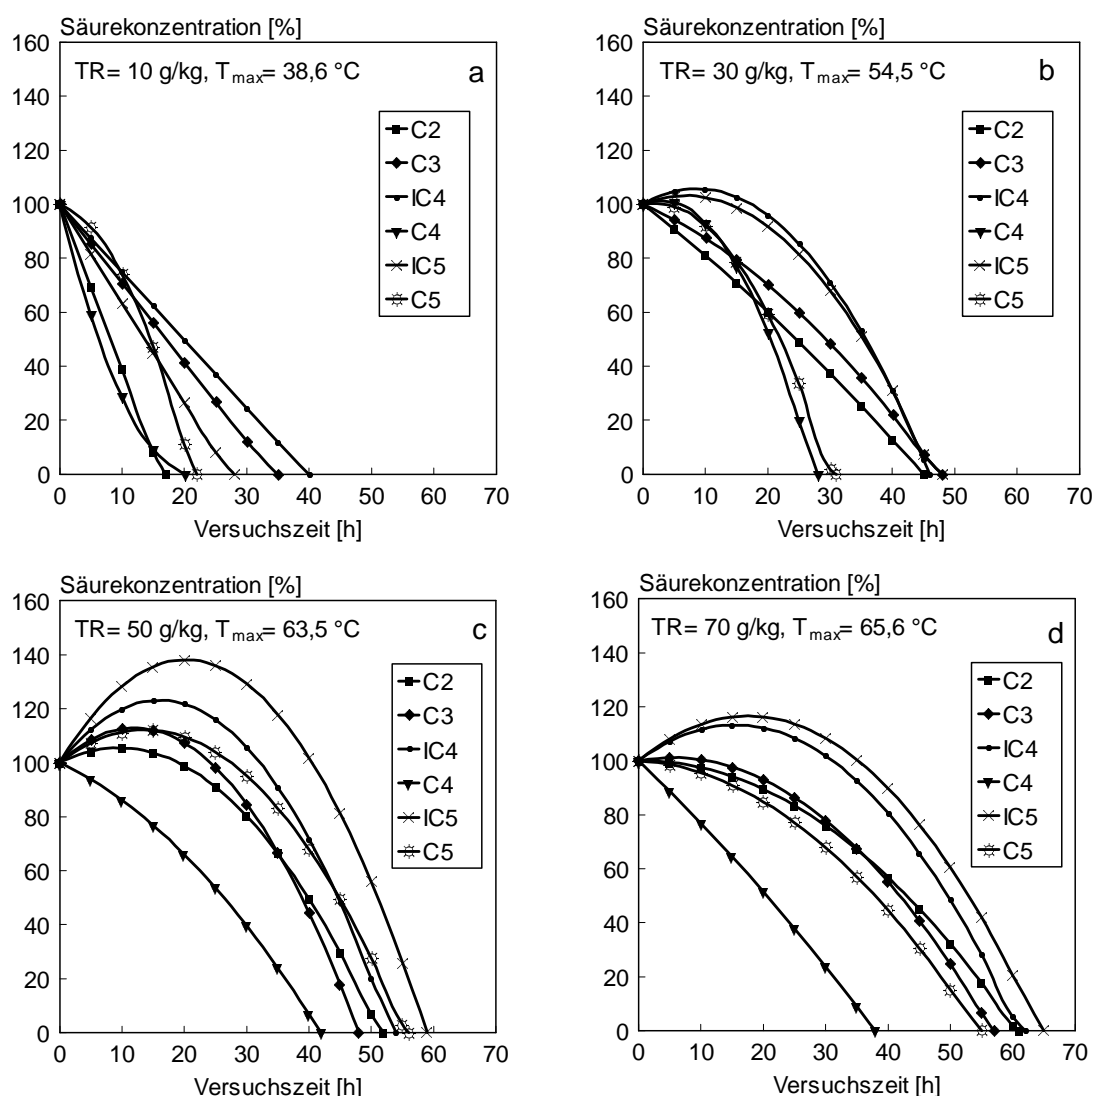 Säurekonzentration [%]
160
140
120
100
80
60
40
20
0
TR= 10 g/kg, Tmax= 38,6 °C
a
C2
C3
IC4
C4
IC5
C5
0 10 20 30 40 50 60 70
Versuchszeit [h]
Säurekonzentration [%]
160
140
120
100
80
60
40
20
0
TR= 30 g/kg, Tmax= 54,5 °C
b
C2
C3
IC4
C4
IC5
C5
0 10 20 30 40 50 60 70
Versuchszeit [h]
Säurekonzentration [%]
160
140
120
100
80
60
40
20
0
TR= 50 g/kg, Tmax= 63,5 °C
c
C2
C3
IC4
C4
IC5
C5
0 10 20 30 40 50 60 70
Versuchszeit [h]
Säurekonzentration [%]
160
140
120
100
80
60
40
20
0
TR= 70 g/kg, Tmax= 65,6 °C
d
C2
C3
IC4
C4
IC5
C5
0 10 20 30 40 50 60 70
Versuchszeit [h]